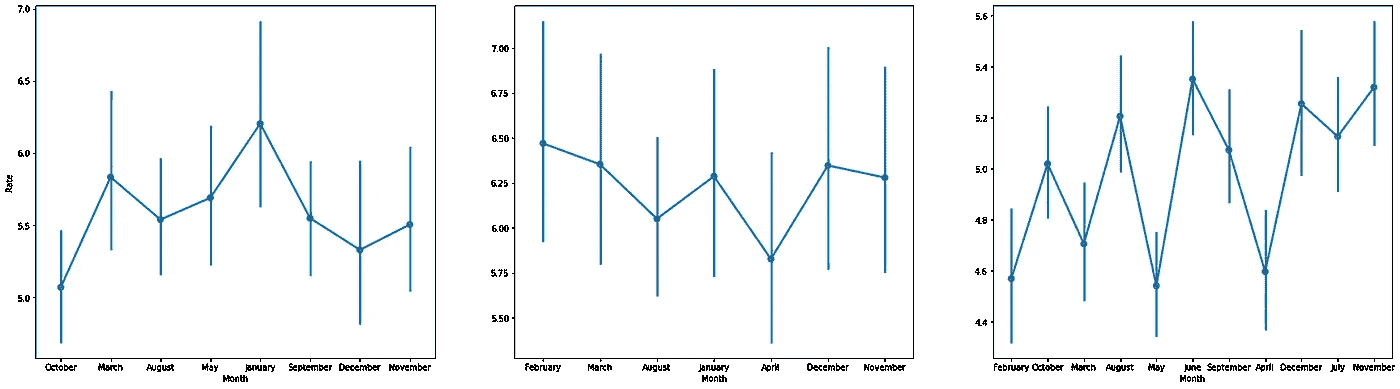 7.0
6.5
6.0
5.5
5.0
Rate
October March August May January September December November
Month
7.00
6.75
6.50
6.25
6.00
5.75
5.50
February March August January April December November
Month
5.6
5.4
5.2
5.0
4.8
4.6
4.4
February October March August May June September April December July November
Month